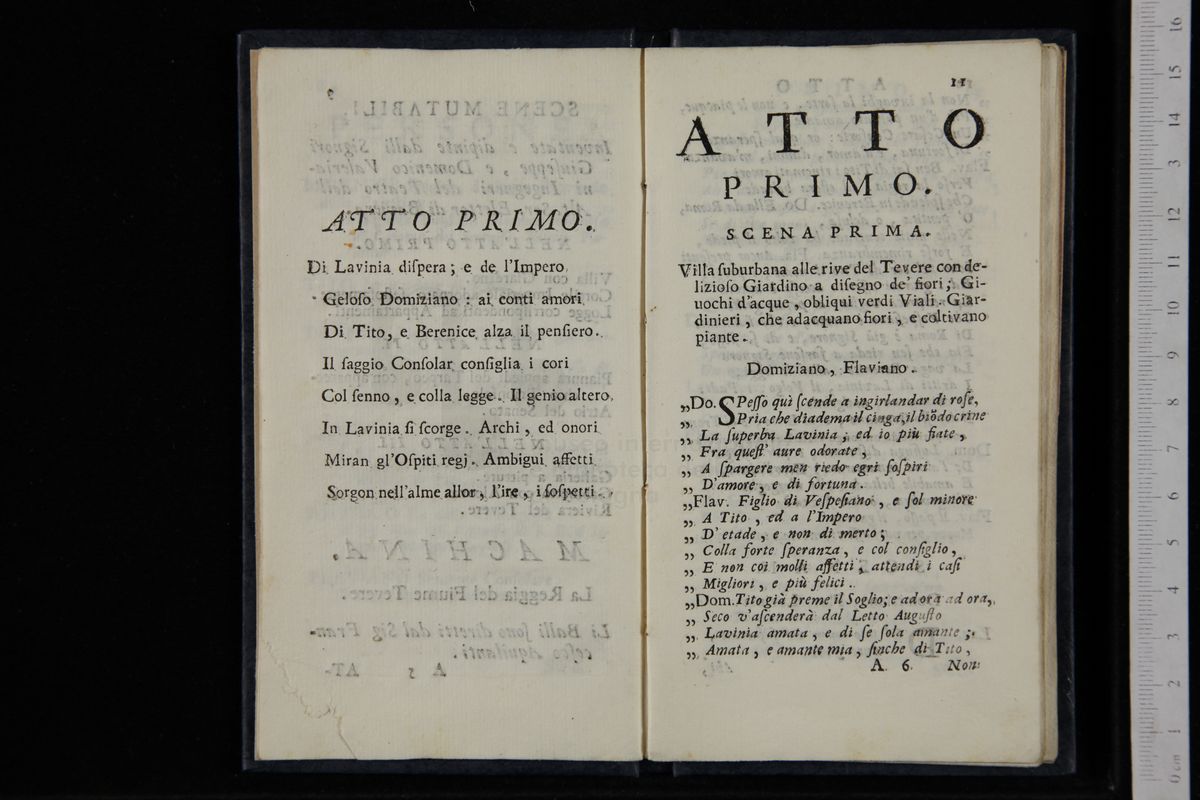 ATTO PRIMO.
Di Lavinia diſpera; e de l'Impero
Geloſo Domiziano: ai conti amori
Di Tito, e Berenice alza il penſiero.
Il ſaggio Conſolar conſiglia i cori
Col ſenno, e colla legge. Il genio altero,
In Lavinia ſi ſcorge. Archi, ed onori
Miran gl'Oſpiti regj. Ambigui affetti
Sorgon nell'alme allor, l'ire, i ſoſpetti.
11
ATTO
PRIMO.
SCENA PRIMA.
Villa ſuburbana alle rive del Tevere con de-
lizioſo Giardino a diſegno de' fiori; Gi-
uochi d'acque, obliqui verdi Viali. Giar-
dinieri, che adacquano fiori, e coltivano
piante.
Domiziano, Flaviano.
„Do. SPeſſo quì ſcende a ingirlandar di roſe,
„ Pria che diadema il cinga, il biōdo crine
„ La ſuperba Lavinia; ed io più fiate,
„ Fra queſt' aure odorate,
„ A ſpargere men riedo egri ſoſpiri
„ D'amore, e di fortuna.
„Flav. Figlio di Veſpeſiano, e ſol minore
„ A Tito, ed a l'Impero
„ D'etade, e non di merto;
„ Colla forte ſperanza, e col conſiglio,
„ E non coi molli affetti, attendi i caſi
„ Migliori, e più felici.
„Dom. Tito già preme il Soglio; e ad ora ad ora,
„ Seco v'aſcenderà dal Letto Auguſto
„ Lavinia amata, e di ſe ſola amante;
„ Amata, e amante mia, ſinche di Tito,
A 6 Non